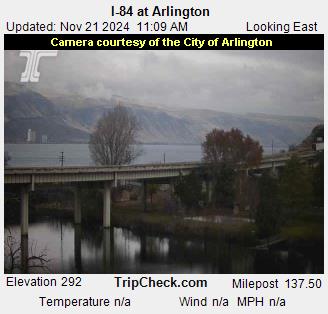 I-84 at Arlington
Updated: Nov 21 2024 11:09 AM Looking East
Camera courtesy of the City of Arlington
Elevation 292 TripCheck.com Milepost 137.50
Temperature n/a Wind n/a MPH n/a